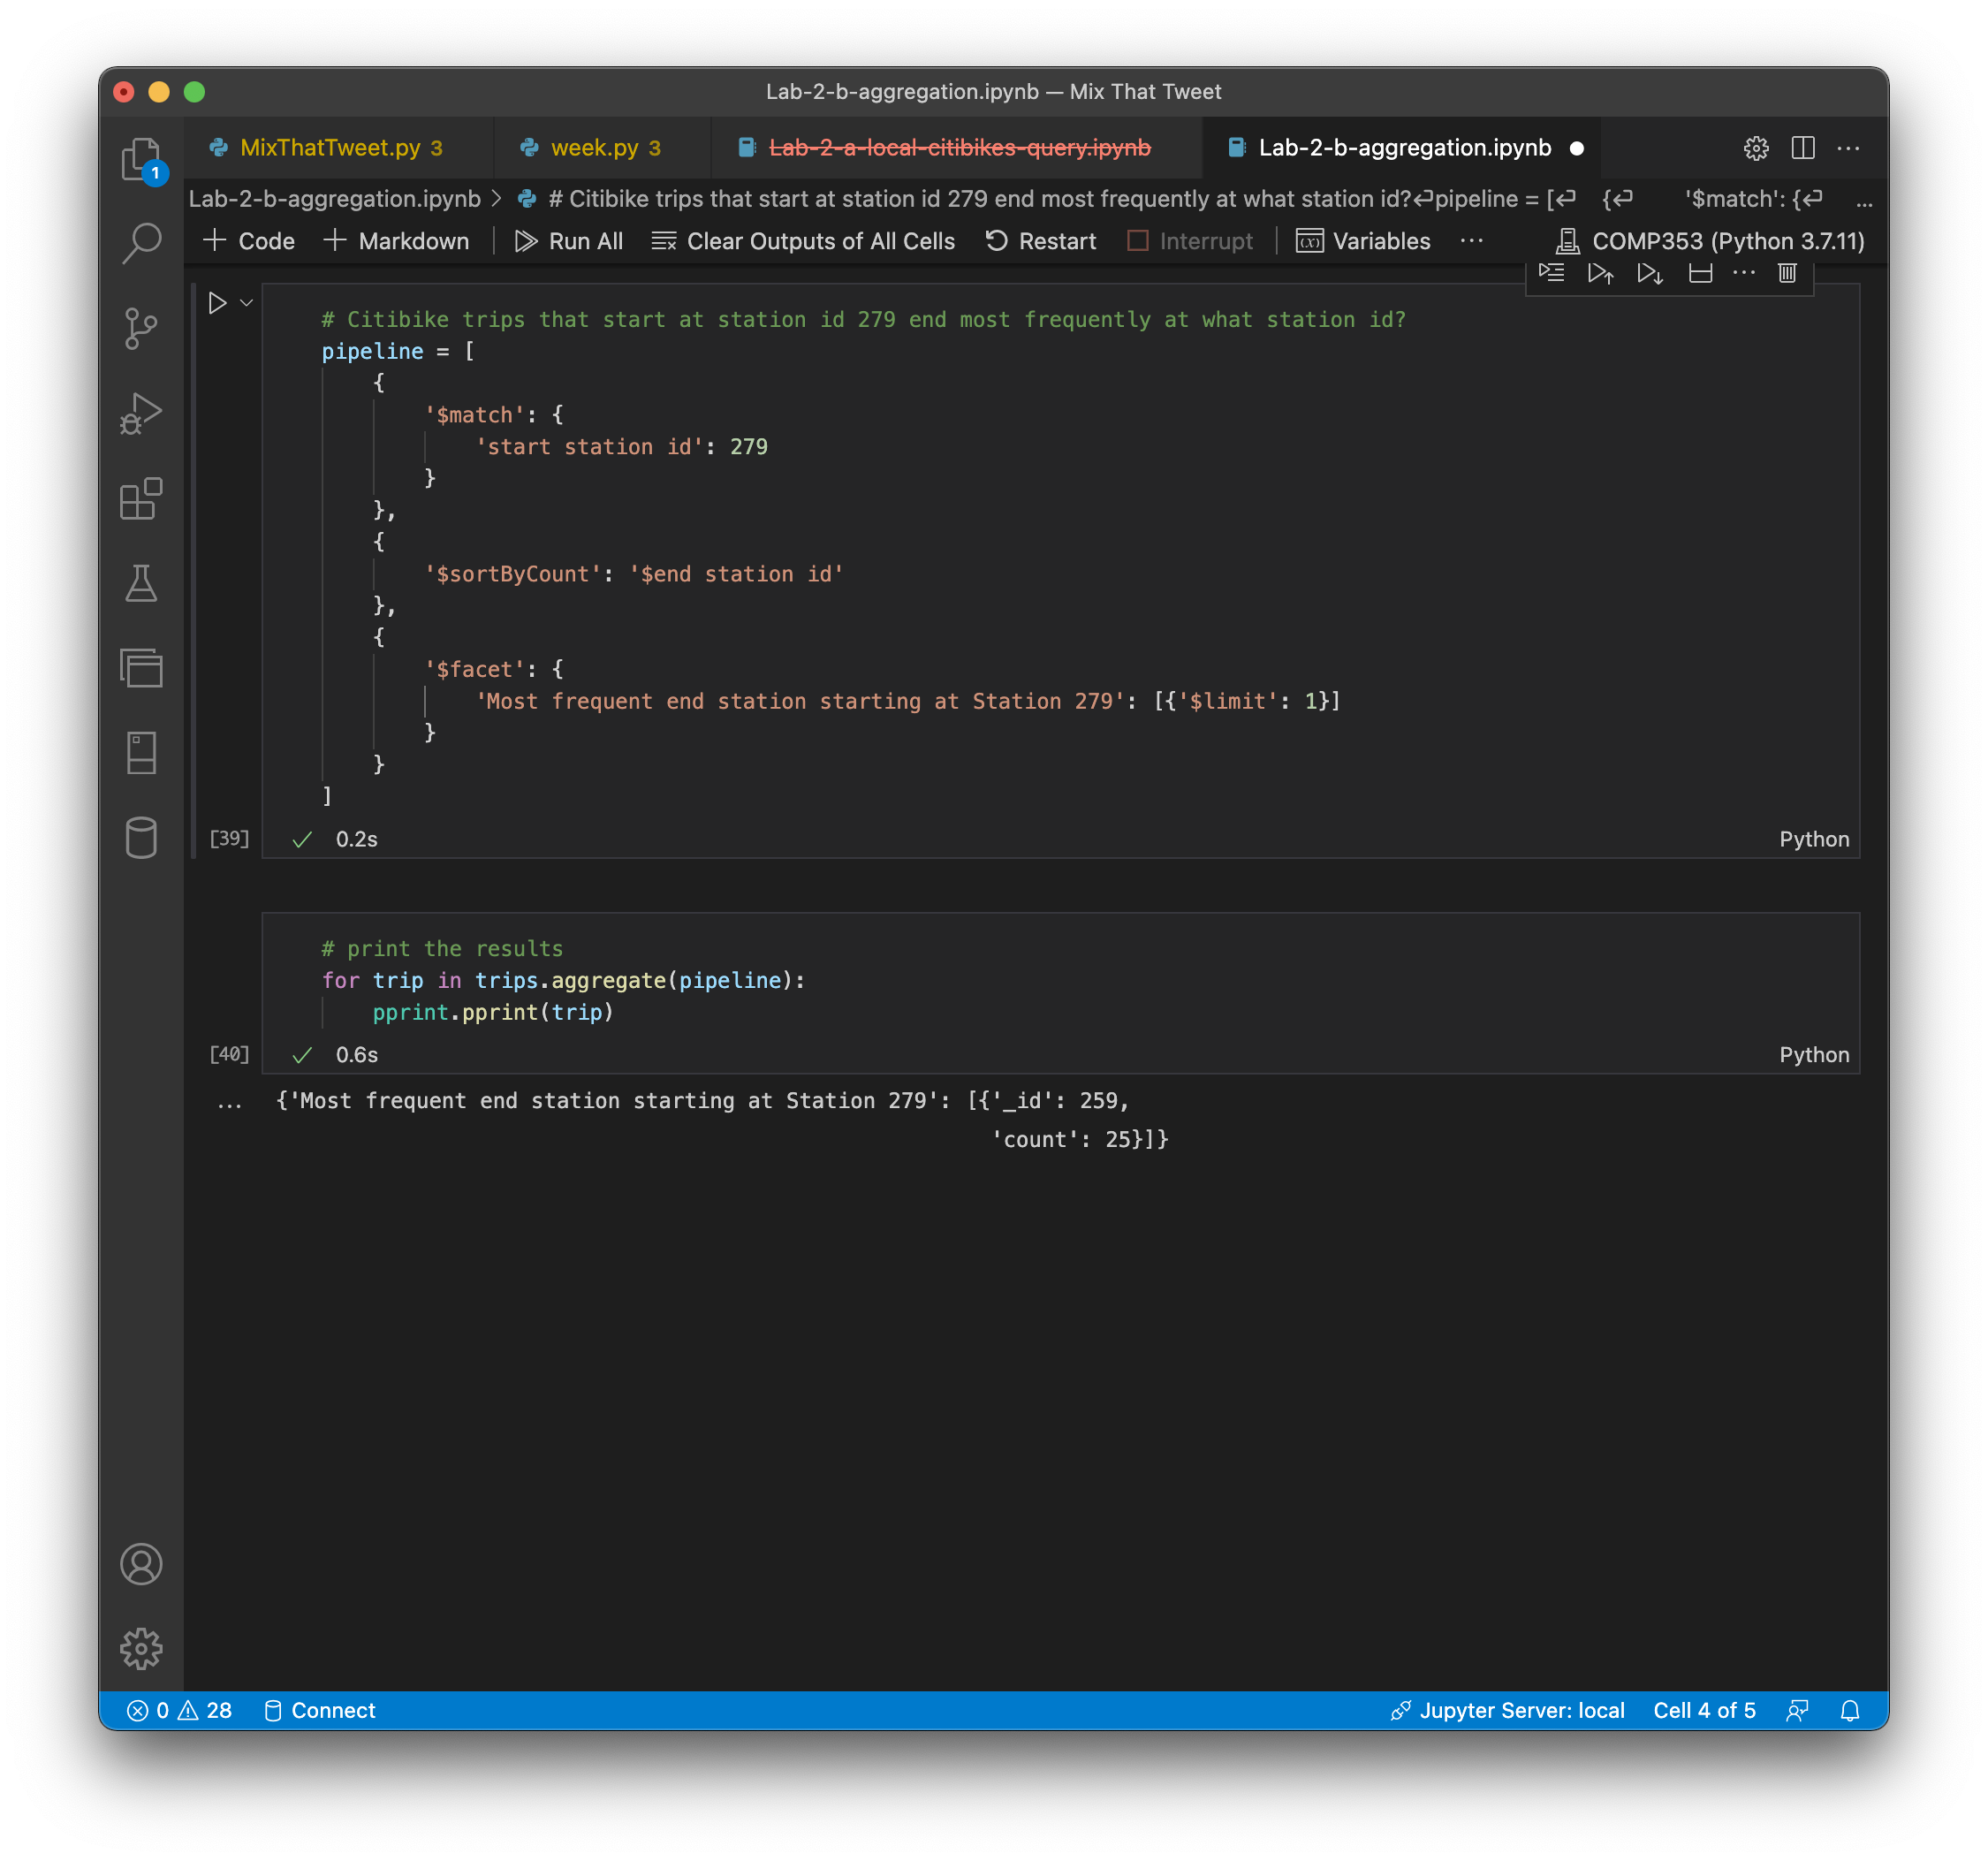 Lab-2-b-aggregation.ipynb — Mix That Tweet
1
MixThatTweet.py 3
week.py 3
Lab-2-a-local-citibikes-query.ipynb
Lab-2-b-aggregation.ipynb
Lab-2-b-aggregation.ipynb > # Citibike trips that start at station id 279 end most frequently at what station id?↵pipeline = [↵ {↵ '$match': {↵ ...
+ Code + Markdown Run All Clear Outputs of All Cells Restart Interrupt Variables ··· COMP353 (Python 3.7.11)
# Citibike trips that start at station id 279 end most frequently at what station id?
pipeline = [
    {
        '$match': {
            'start station id': 279
        }
    },
    {
        '$sortByCount': '$end station id'
    },
    {
        '$facet': {
            'Most frequent end station starting at Station 279': [{'$limit': 1}]
        }
    }
]
[39] ✓ 0.2s Python
# print the results
for trip in trips.aggregate(pipeline):
    pprint.pprint(trip)
[40] ✓ 0.6s Python
... {'Most frequent end station starting at Station 279': [{'_id': 259,
'count': 25}]}
0 28 Connect Jupyter Server: local Cell 4 of 5